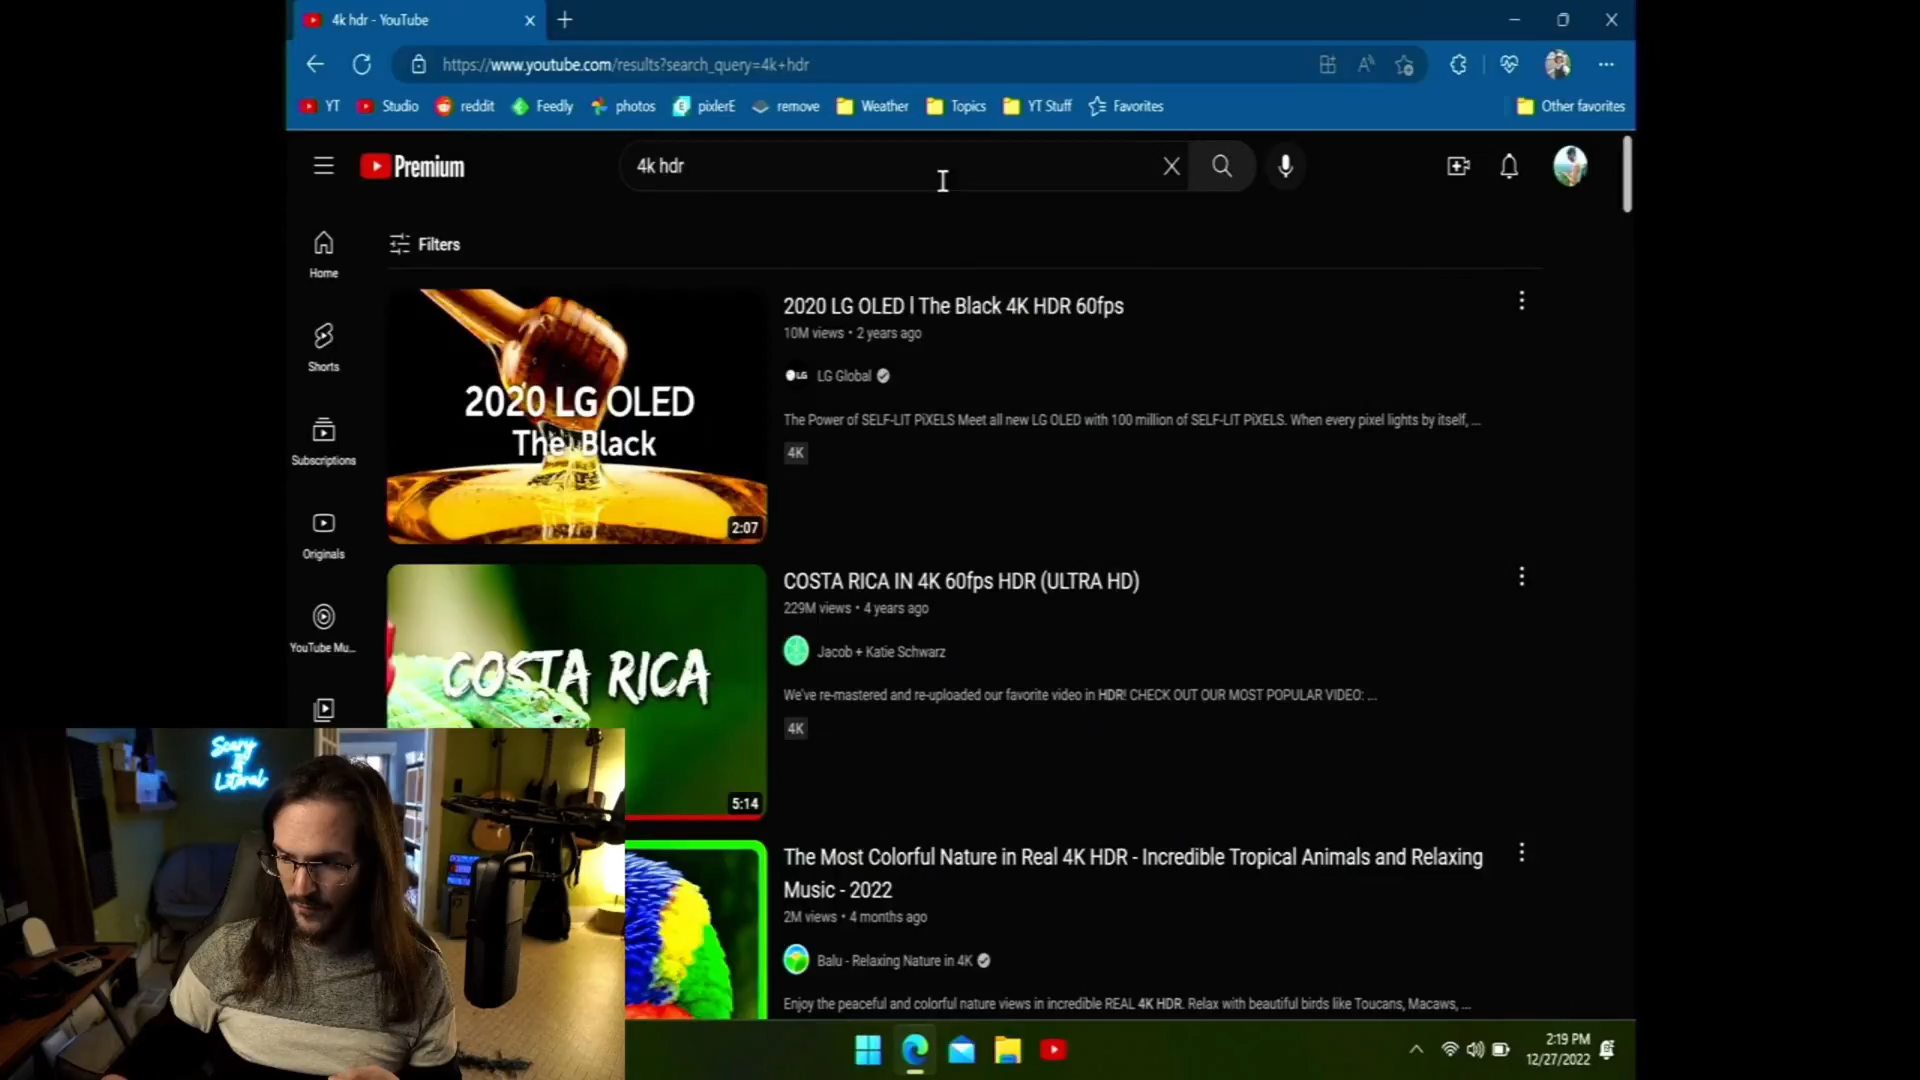 4k hdr - YouTube
https://www.youtube.com/results?search_query=4k+hdr
YT
Studio
reddit
Feedly
photos
pixlerE
remove
Weather
Topics
YT Stuff
Favorites
Other favorites
Premium
4k hdr
Filters
Home
Shorts
Subscriptions
Originals
YouTube Mu...
2020 LG OLED
The Black
2:07
2020 LG OLED l The Black 4K HDR 60fps
10M views • 2 years ago
LG Global
The Power of SELF-LIT PiXELS Meet all new LG OLED with 100 million of SELF-LIT PiXELS. When every pixel lights by itself, ...
4K
COSTA RICA
5:14
COSTA RICA IN 4K 60fps HDR (ULTRA HD)
229M views • 4 years ago
Jacob + Katie Schwarz
We've re-mastered and re-uploaded our favorite video in HDR! CHECK OUT OUR MOST POPULAR VIDEO: ...
4K
The Most Colorful Nature in Real 4K HDR - Incredible Tropical Animals and Relaxing
Music - 2022
2M views • 4 months ago
Balu - Relaxing Nature in 4K
Enjoy the peaceful and colorful nature views in incredible REAL 4K HDR. Relax with beautiful birds like Toucans, Macaws, ...
Scary
Literal
2:19 PM
12/27/2022